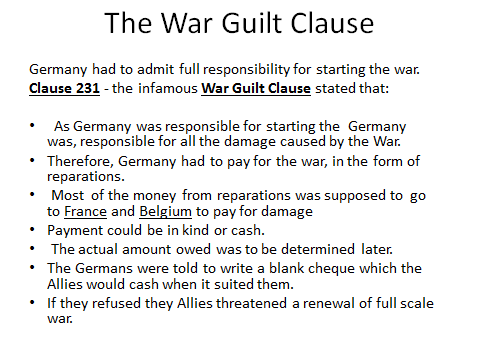 The War Guilt Clause
Germany had to admit full responsibility for starting the war.
Clause 231 - the infamous War Guilt Clause stated that:
• As Germany was responsible for starting the Germany
was, responsible for all the damage caused by the War.
• Therefore, Germany had to pay for the war, in the form of
reparations.
• Most of the money from reparations was supposed to go
to France and Belgium to pay for damage
• Payment could be in kind or cash.
• The actual amount owed was to be determined later.
• The Germans were told to write a blank cheque which the
Allies would cash when it suited them.
• If they refused they Allies threatened a renewal of full scale
war.